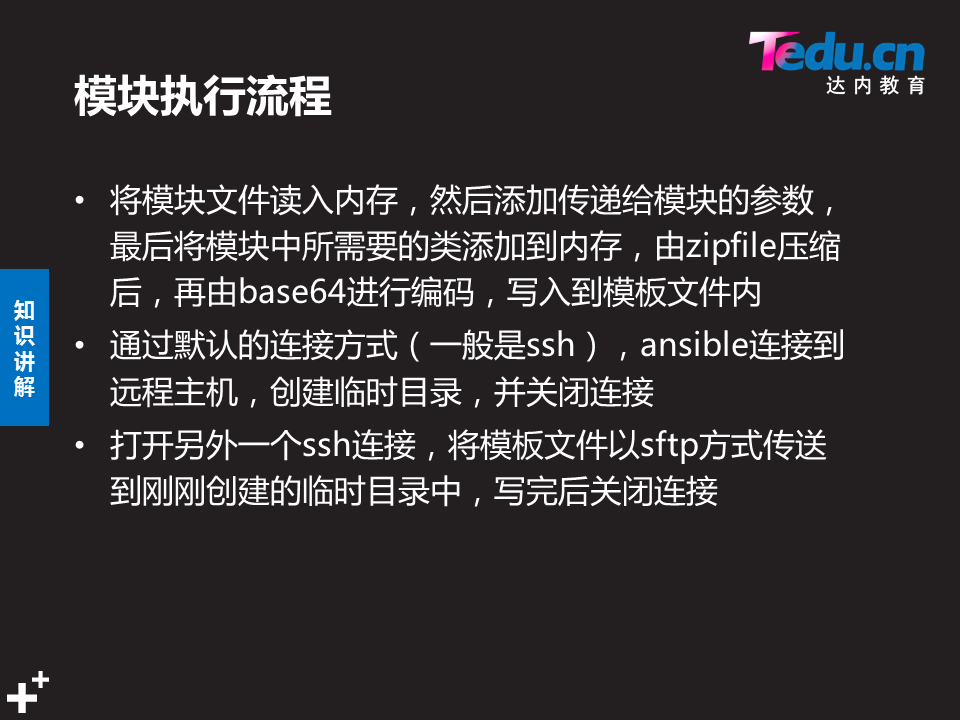 Tedu.cn
达内教育
模块执行流程
• 将模块文件读入内存，然后添加传递给模块的参数，
最后将模块中所需要的类添加到内存，由zipfile压缩
后，再由base64进行编码，写入到模板文件内
• 通过默认的连接方式（一般是ssh），ansible连接到
远程主机，创建临时目录，并关闭连接
• 打开另外一个ssh连接，将模板文件以sftp方式传送
到刚刚创建的临时目录中，写完后关闭连接
知
识
讲
解